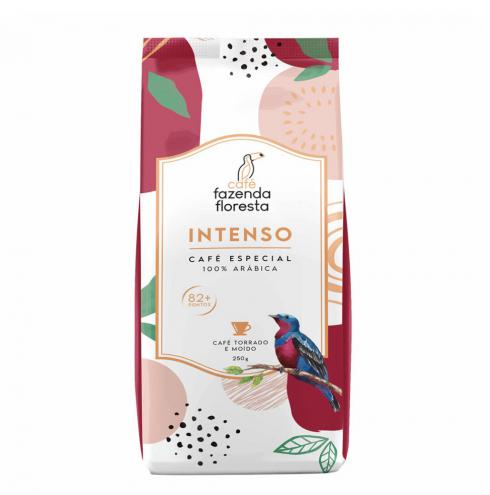 café
fazenda
floresta
INTENSO
CAFÉ ESPECIAL
100% ARÁBICA
82+
PONTOS
CAFÉ TORRADO
E MOÍDO
250g